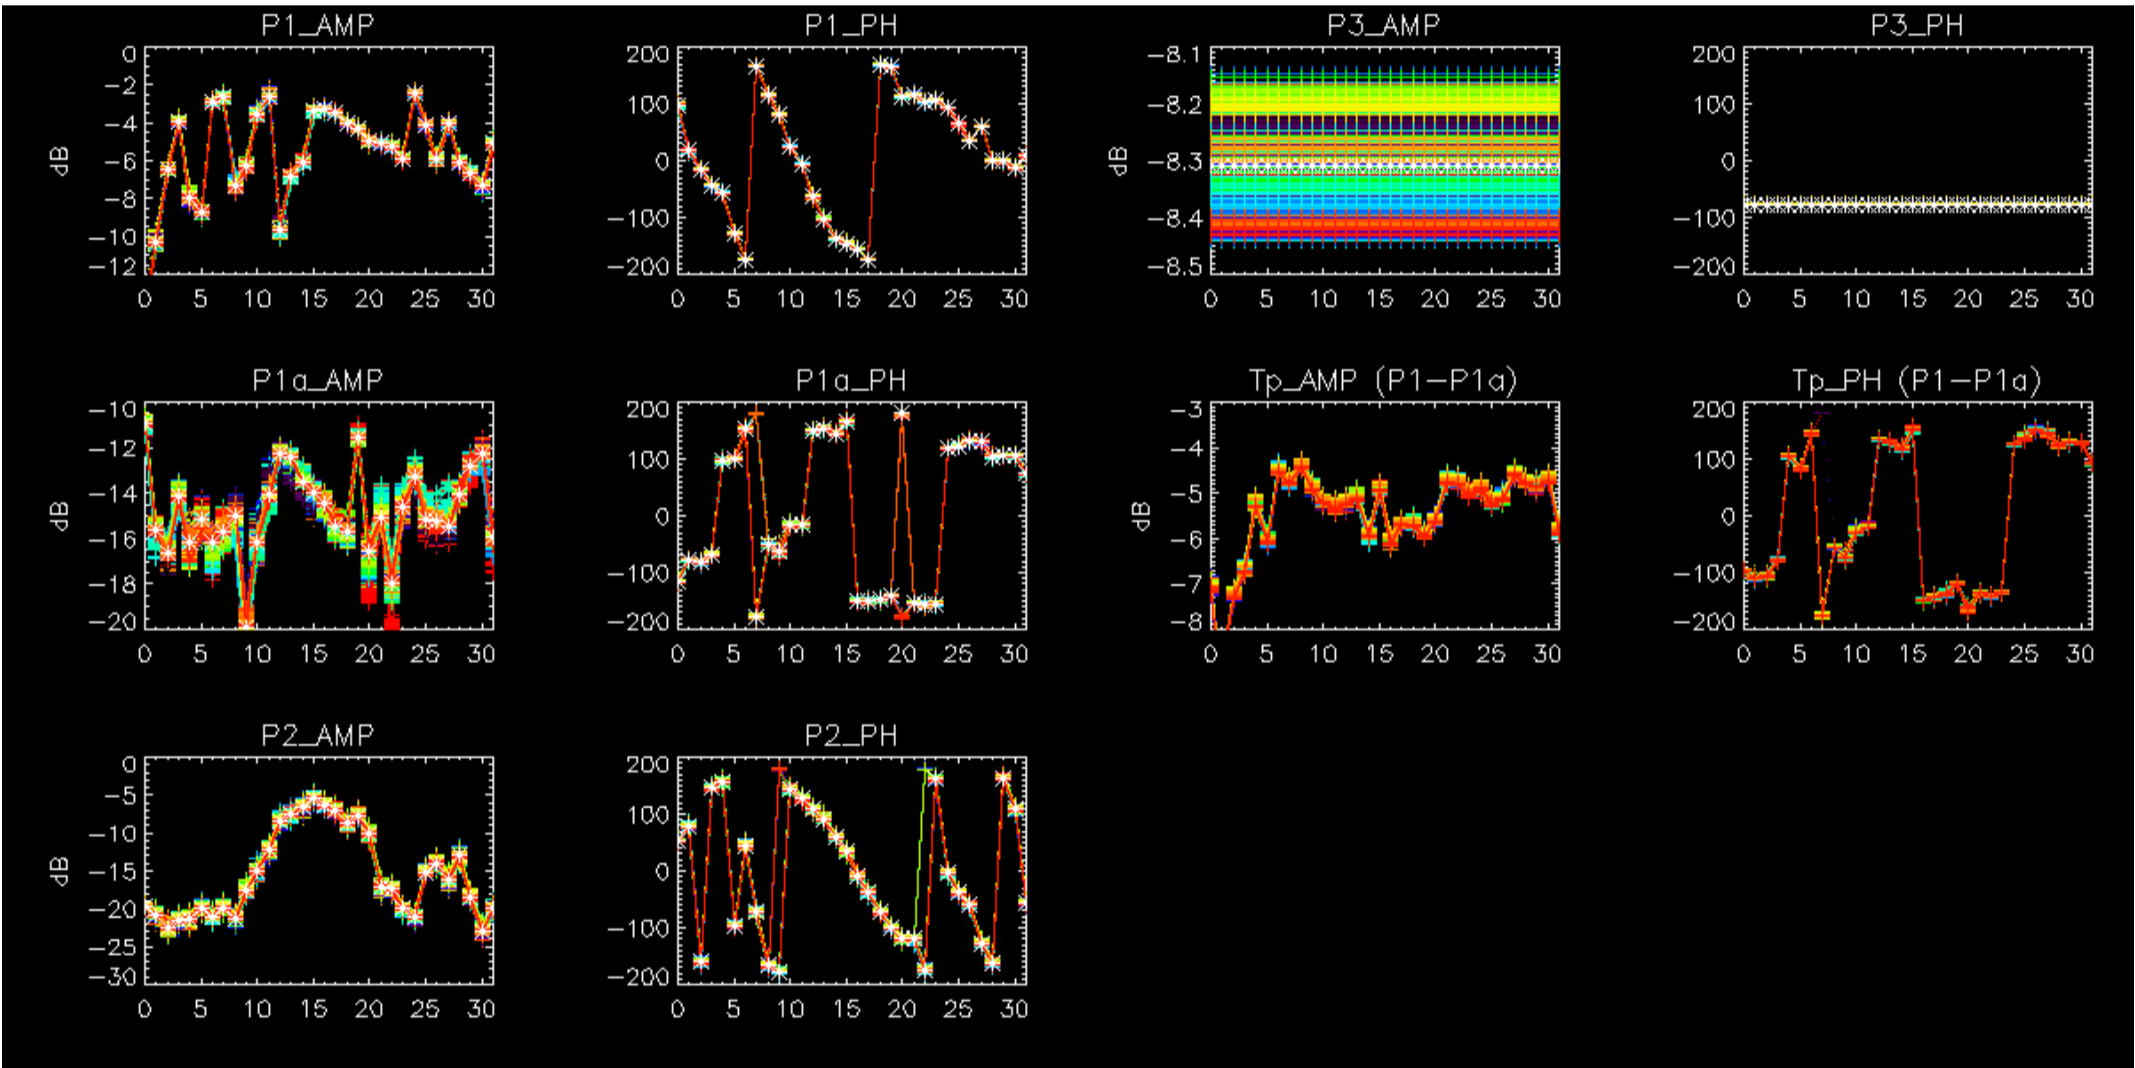 P1_AMP
0
−2
−4
−6
−8
−10
−12
dB
0 5 10 15 20 25 30
P1_PH
200
100
0
−100
−200
0 5 10 15 20 25 30
P3_AMP
−8.1
−8.2
−8.3
−8.4
−8.5
dB
0 5 10 15 20 25 30
P3_PH
200
100
0
−100
−200
0 5 10 15 20 25 30
P1a_AMP
−10
−12
−14
−16
−18
−20
dB
0 5 10 15 20 25 30
P1a_PH
200
100
0
−100
−200
0 5 10 15 20 25 30
Tp_AMP (P1−P1a)
−3
−4
−5
−6
−7
−8
dB
0 5 10 15 20 25 30
Tp_PH (P1−P1a)
200
100
0
−100
−200
0 5 10 15 20 25 30
P2_AMP
0
−5
−10
−15
−20
−25
−30
dB
0 5 10 15 20 25 30
P2_PH
200
100
0
−100
−200
0 5 10 15 20 25 30